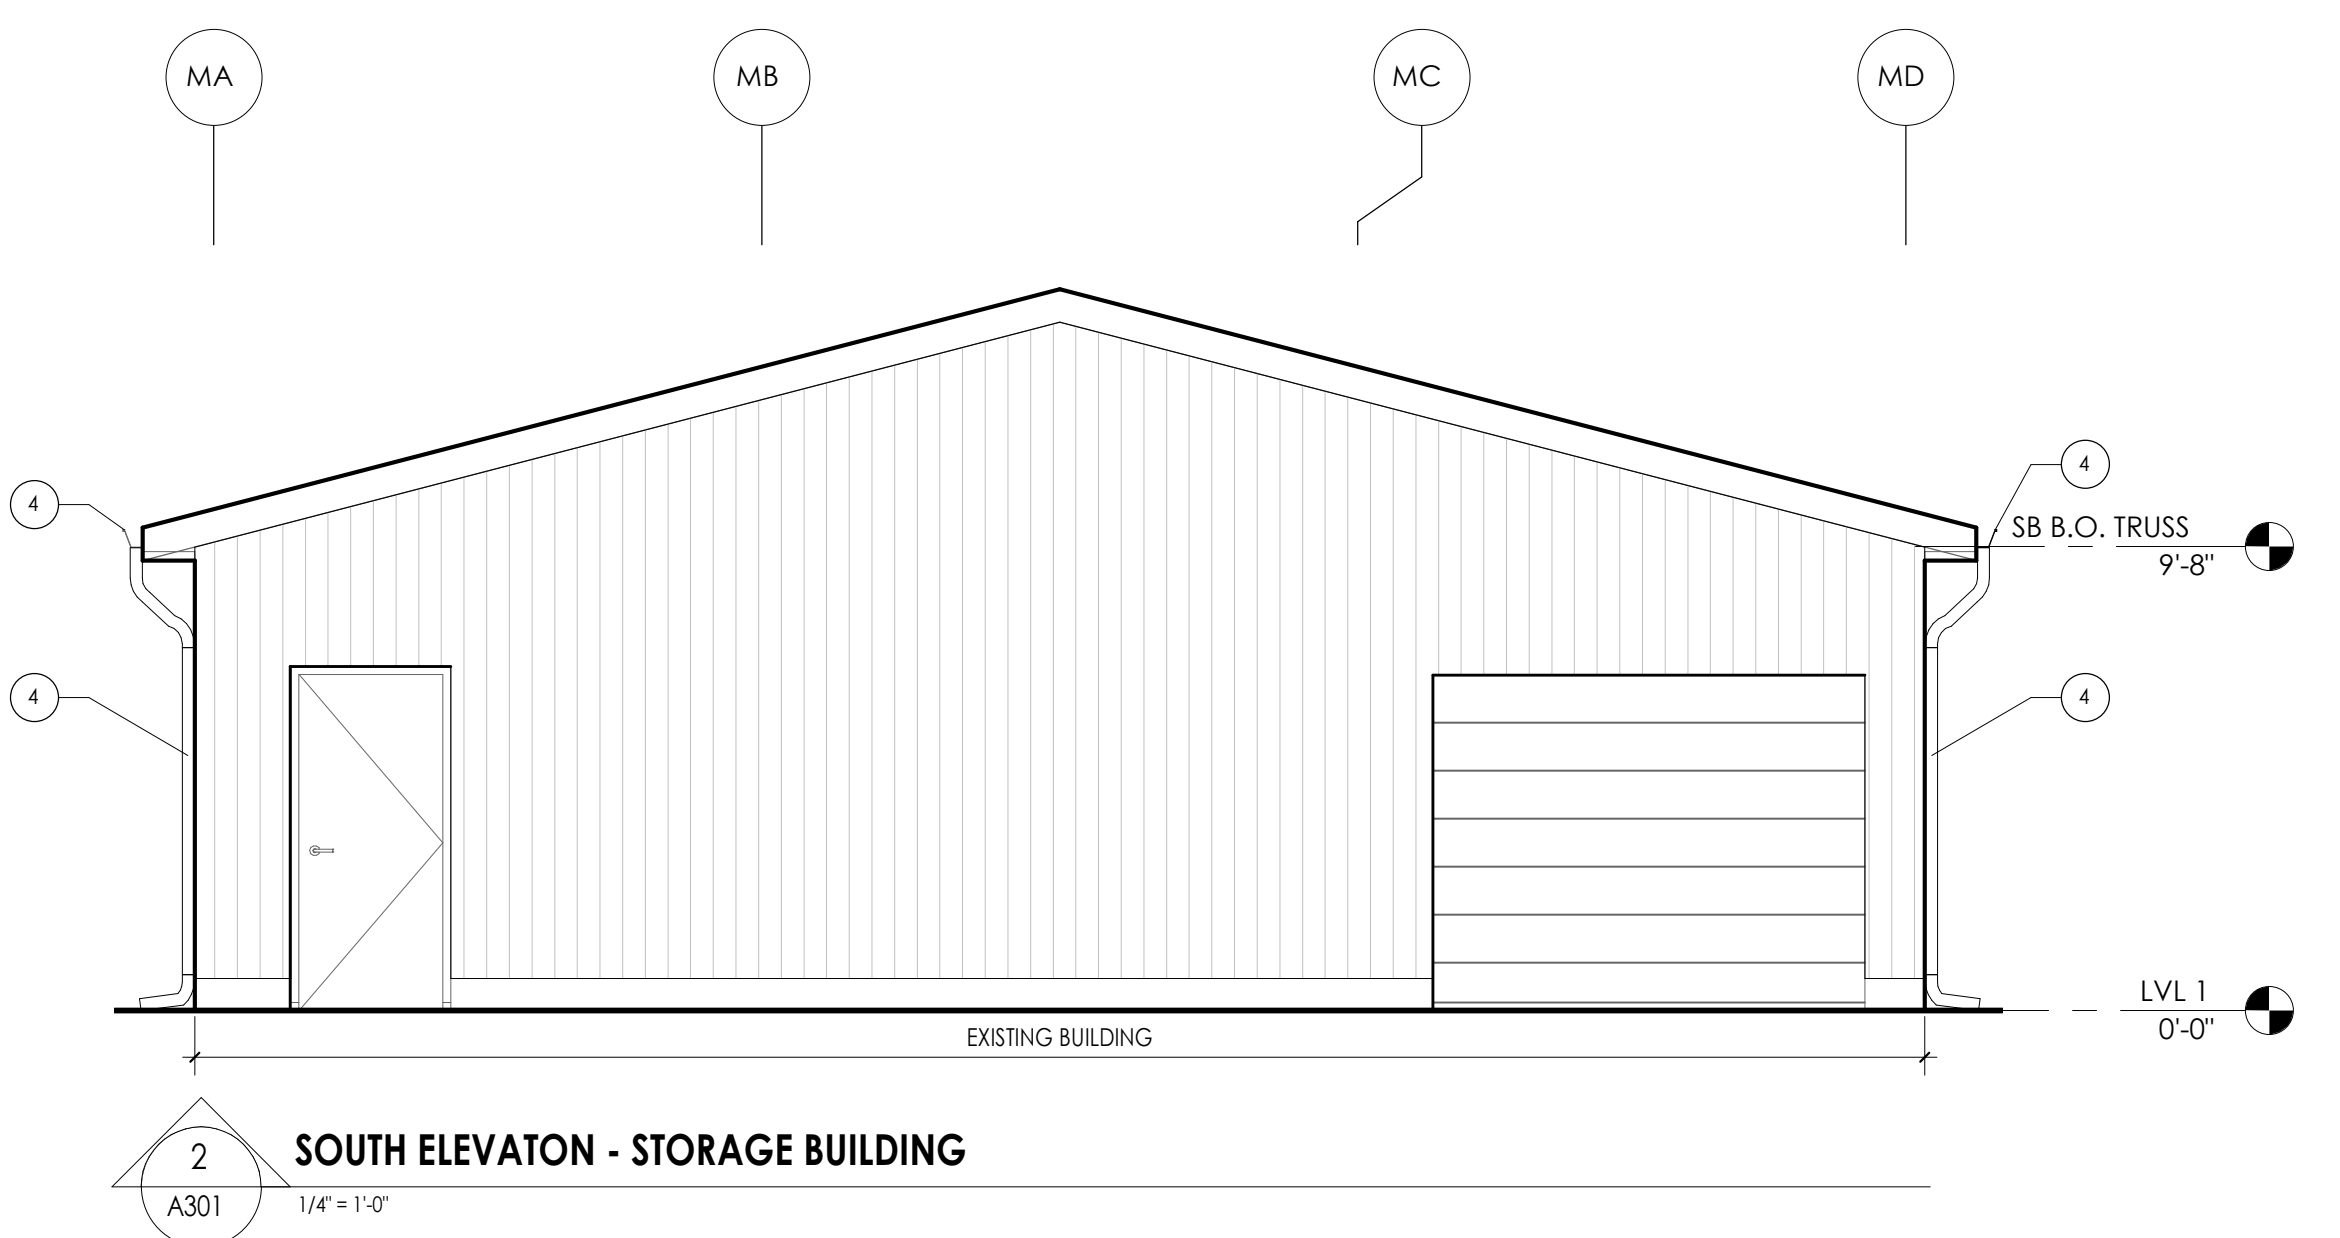 MA
MB
MC
MD
4
4
SB B.O. TRUSS
9'-8"
4
4
LVL 1
0'-0"
EXISTING BUILDING
2
SOUTH ELEVATON - STORAGE BUILDING
A301
1/4" = 1'-0"